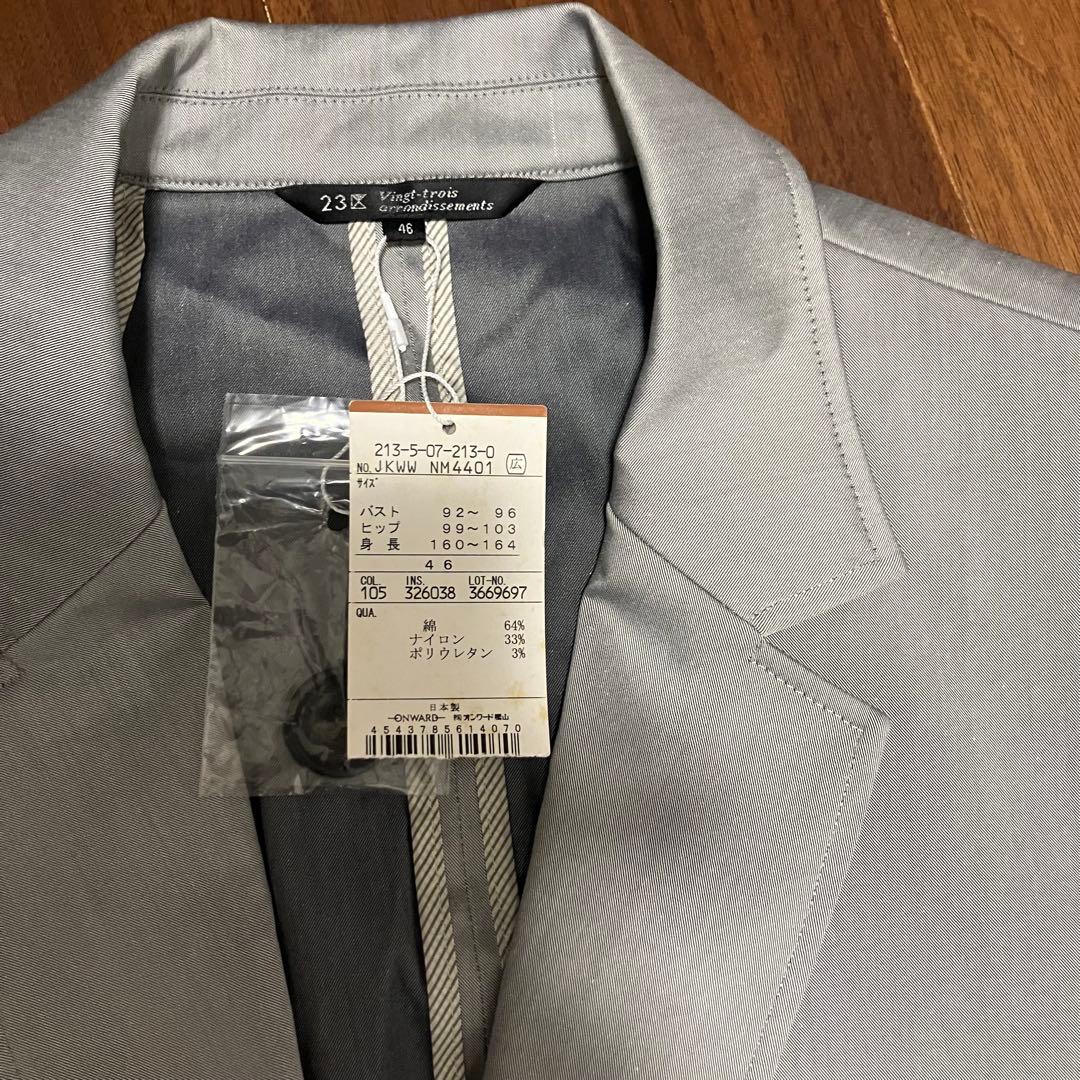 23区 Vingt-trois
arrondissements
46
213-5-07-213-0
NO. JKWW NM4401 広
サイズ
バスト 92～ 96
ヒップ 99～103
身 長 160～164
46
COL. INS. LOT-NO.
105 326038 3669697
QUA.
綿 64%
ナイロン 33%
ポリウレタン 3%
日本製
ONWARD ㈱オンワード樫山
4543785614070